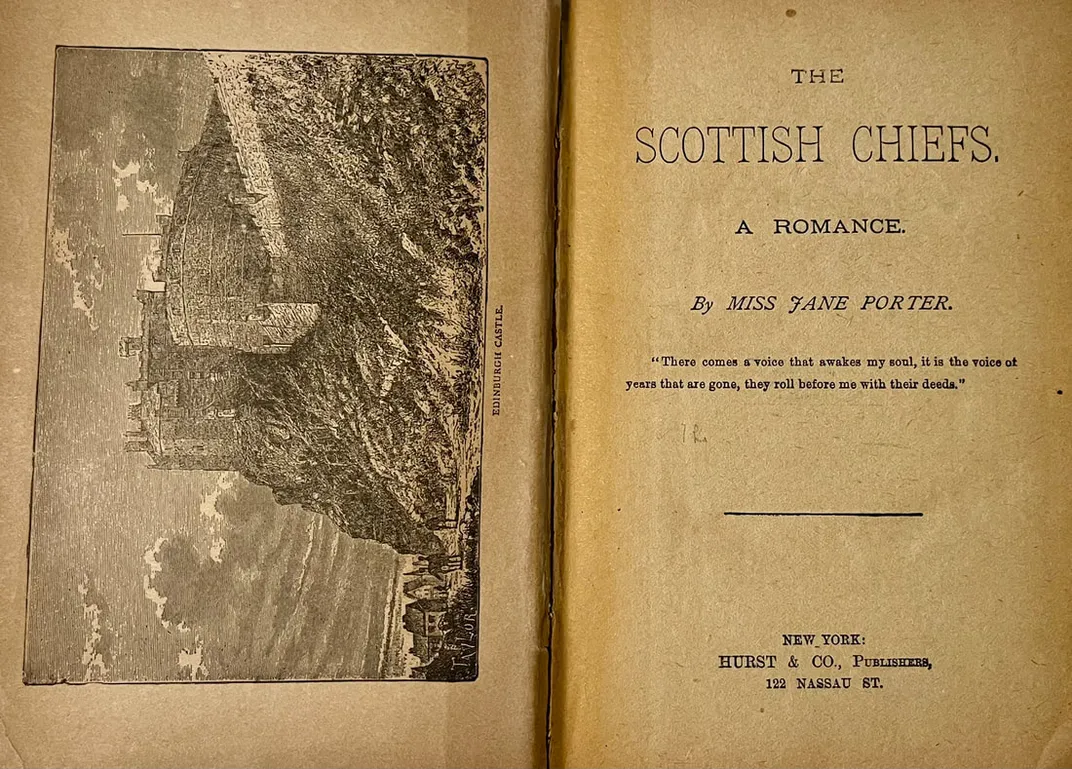 EDINBURGH CASTLE.
TAYLOR
THE
SCOTTISH CHIEFS.
A ROMANCE.
By MISS JANE PORTER.
"There comes a voice that awakes my soul, it is the voice of
years that are gone, they roll before me with their deeds."
NEW YORK:
HURST & CO., PUBLISHERS,
122 NASSAU ST.